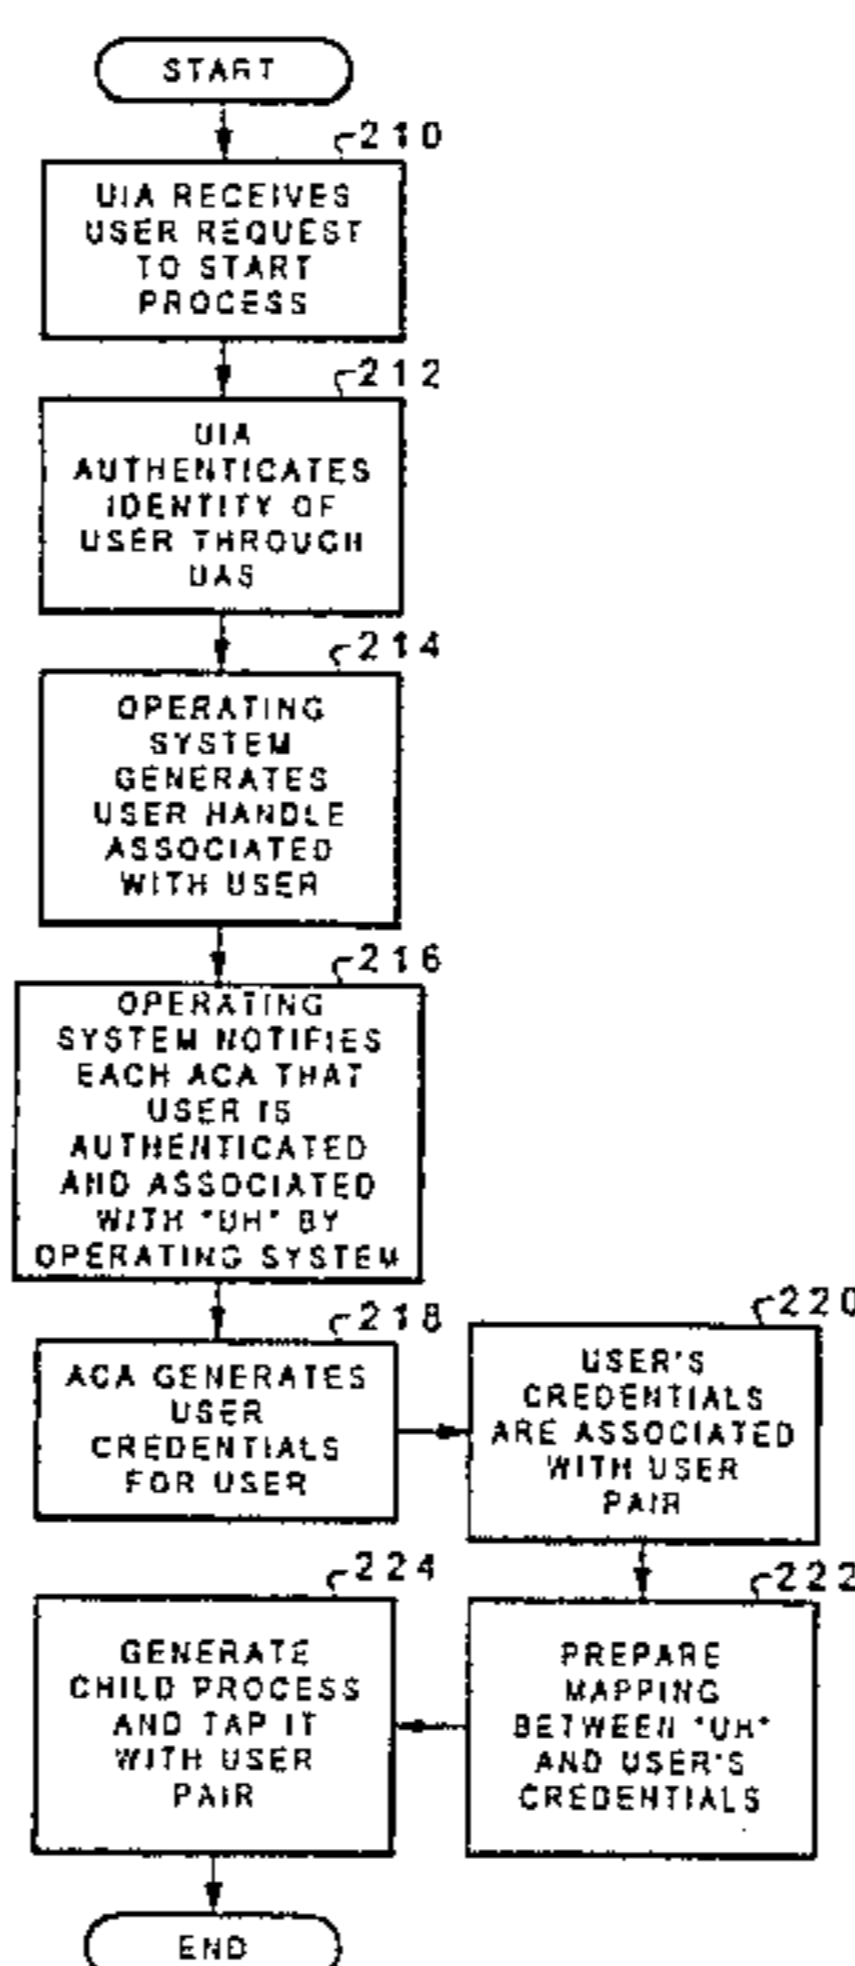 START
210
UIA RECEIVES
USER REQUEST
TO START
PROCESS
212
UIA
AUTHENTICATES
IDENTITY OF
USER THROUGH
UAS
214
OPERATING
SYSTEM
GENERATES
USER HANDLE
ASSOCIATED
WITH USER
216
OPERATING
SYSTEM NOTIFIES
EACH ACA THAT
USER IS
AUTHENTICATED
AND ASSOCIATED
WITH "UH" BY
OPERATING SYSTEM
218
ACA GENERATES
USER
CREDENTIALS
FOR USER
220
USER'S
CREDENTIALS
ARE ASSOCIATED
WITH USER
PAIR
222
PREPARE
MAPPING
BETWEEN "UH"
AND USER'S
CREDENTIALS
224
GENERATE
CHILD PROCESS
AND TAP IT
WITH USER
PAIR
END